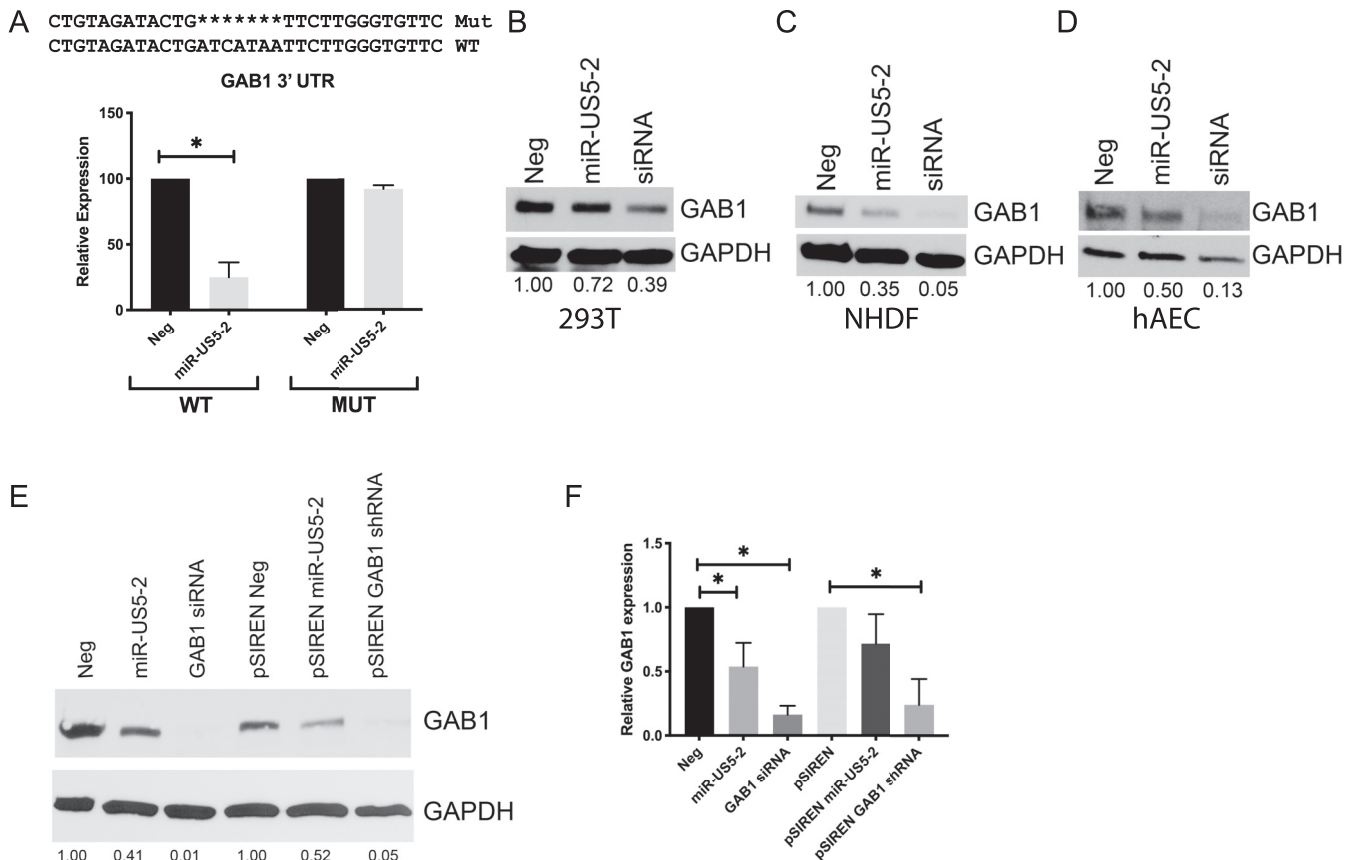 A
CTGTAGATACTG*******TTCTTGGGTGTTC Mut
CTGTAGATACTGATCATAATTCTTGGGTGTTC WT
GAB1 3' UTR
Relative Expression
150
100
50
0
*
Neg
miR-US5-2
Neg
miR-US5-2
WT
MUT
B
Neg
miR-US5-2
siRNA
GAB1
GAPDH
1.00 0.72 0.39
293T
C
Neg
miR-US5-2
siRNA
GAB1
GAPDH
1.00 0.35 0.05
NHDF
D
Neg
miR-US5-2
siRNA
GAB1
GAPDH
1.00 0.50 0.13
hAEC
E
Neg
miR-US5-2
GAB1 siRNA
pSIREN Neg
pSIREN miR-US5-2
pSIREN GAB1 shRNA
GAB1
GAPDH
1.00 0.41 0.01 1.00 0.52 0.05
F
Relative GAB1 expression
1.5
1.0
0.5
0.0
*
*
*
Neg
miR-US5-2
GAB1 siRNA
pSIREN
pSIREN miR-US5-2
pSIREN GAB1 shRNA